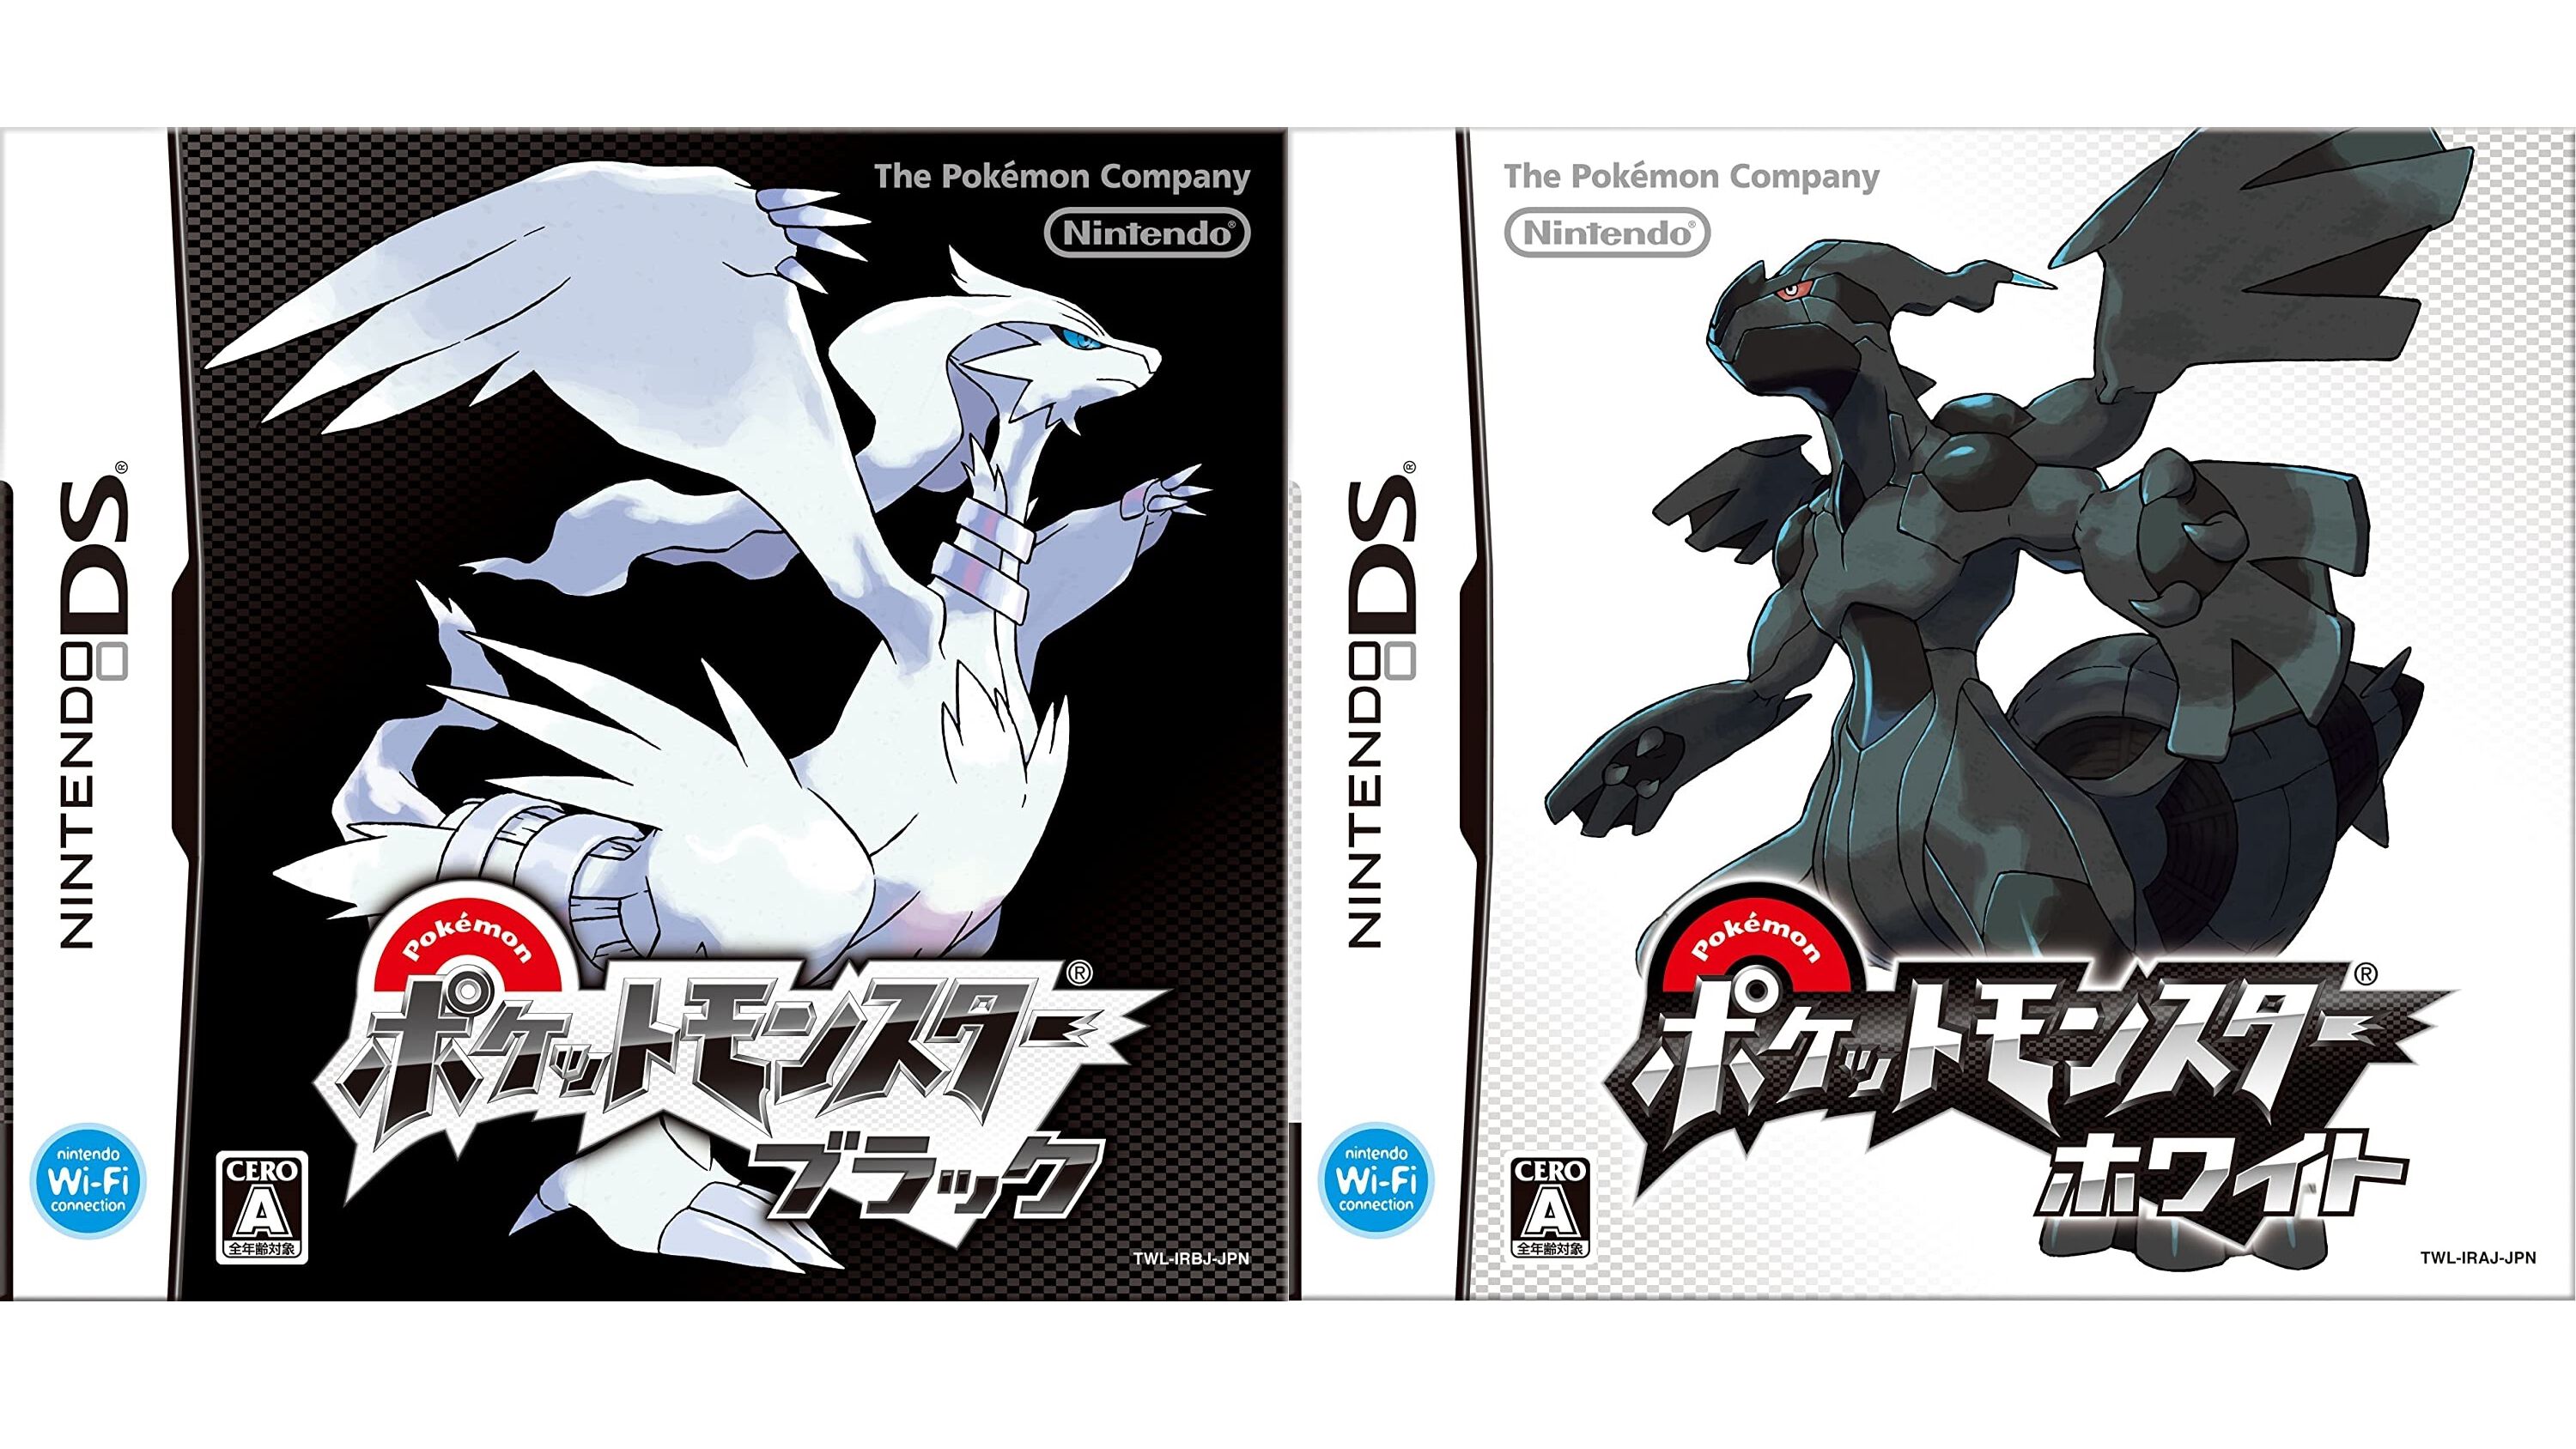 NINTENDO DS®
nintendo
Wi-Fi
connection
The Pokémon Company
Nintendo®
Pokémon
ポケットモンスター®
ブラック
CERO
A
全年齢対象
TWL-IRBJ-JPN
NINTENDO DS®
nintendo
Wi-Fi
connection
The Pokémon Company
Nintendo®
Pokémon
ポケットモンスター®
ホワイト
CERO
A
全年齢対象
TWL-IRAJ-JPN